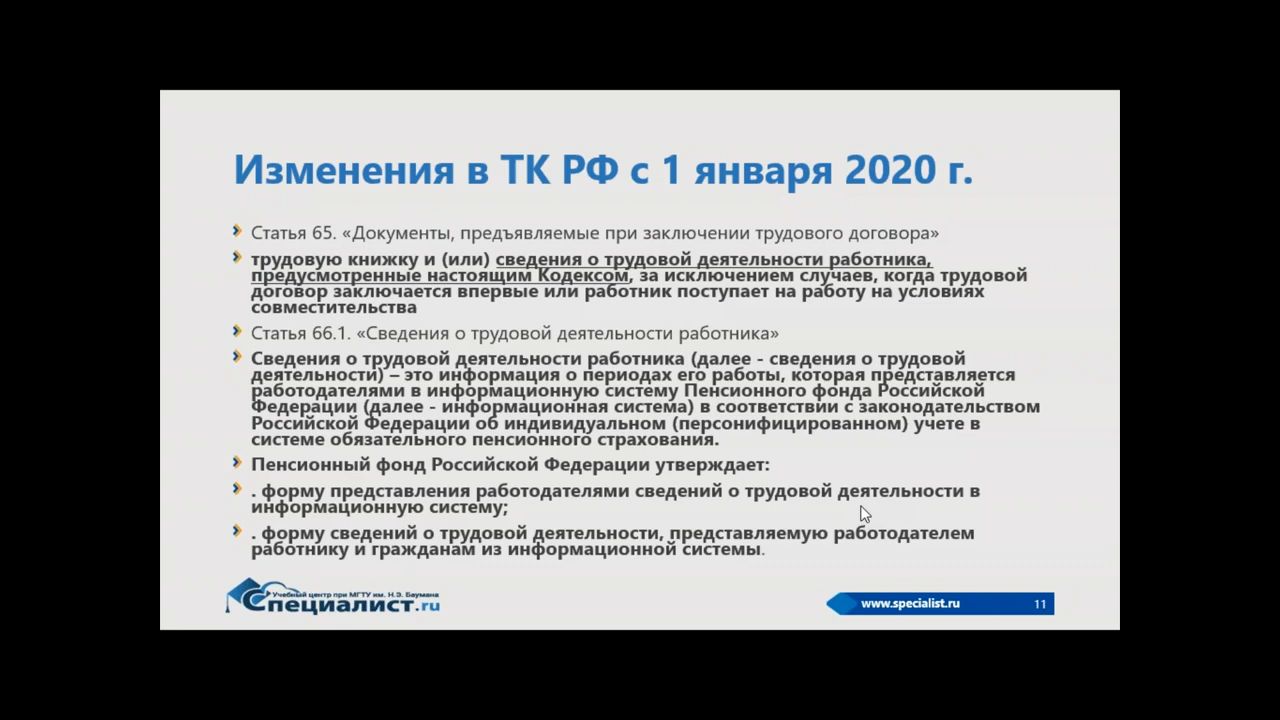 Изменения в ТК РФ с 1 января 2020 г.
Статья 65. «Документы, предъявляемые при заключении трудового договора»
трудовую книжку и (или) сведения о трудовой деятельности работника,
предусмотренные настоящим Кодексом, за исключением случаев, когда трудовой
договор заключается впервые или работник поступает на работу на условиях
совместительства
Статья 66.1. «Сведения о трудовой деятельности работника»
Сведения о трудовой деятельности работника (далее - сведения о трудовой
деятельности) – это информация о периодах его работы, которая представляется
работодателями в информационную систему Пенсионного фонда Российской
Федерации (далее - информационная система) в соответствии с законодательством
Российской Федерации об индивидуальном (персонифицированном) учете в
системе обязательного пенсионного страхования.
Пенсионный фонд Российской Федерации утверждает:
. форму представления работодателями сведений о трудовой деятельности в
информационную систему;
. форму сведений о трудовой деятельности, представляемую работодателем
работнику и гражданам из информационной системы.
Учебный центр при МГТУ им. Н.Э. Баумана
Специалист.ru
www.specialist.ru
11